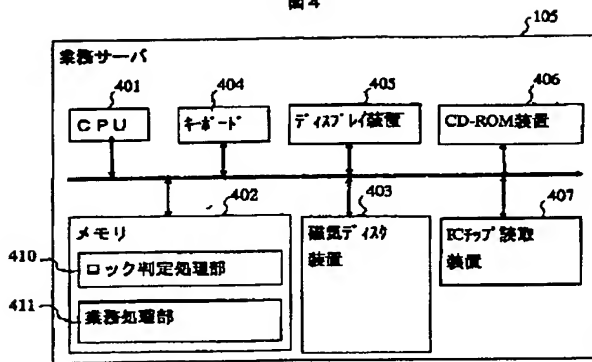 図4
105
業務サーバ
401
404
405
406
CPU
キーボード
ディスプレイ装置
CD-ROM装置
402
403
407
メモリ
磁気ディスク
装置
ICチップ読取
装置
410
ロック判定処理部
411
業務処理部